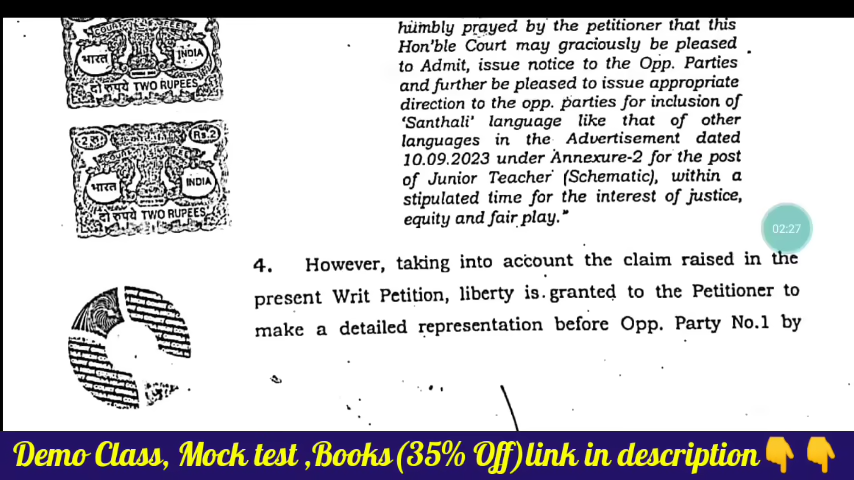 humbly prayed by the petitioner that this
Hon'ble Court may graciously be pleased
to Admit, issue notice to the Opp. Parties
and further be pleased to issue appropriate
direction to the opp. parties for inclusion of
'Santhali' language like that of other
languages in the Advertisement dated
10.09.2023 under Annexure-2 for the post
of Junior Teacher (Schematic), within a
stipulated time for the interest of justice,
equity and fair play."
4. However, taking into account the claim raised in the
present Writ Petition, liberty is granted to the Petitioner to
make a detailed representation before Opp. Party No.1 by
भारत
INDIA
दो रुपये TWO RUPEES
2 रु
Rs.2
भारत
INDIA
दो रुपये TWO RUPEES
02:27
Demo Class, Mock test ,Books(35% Off)link in description👇👇